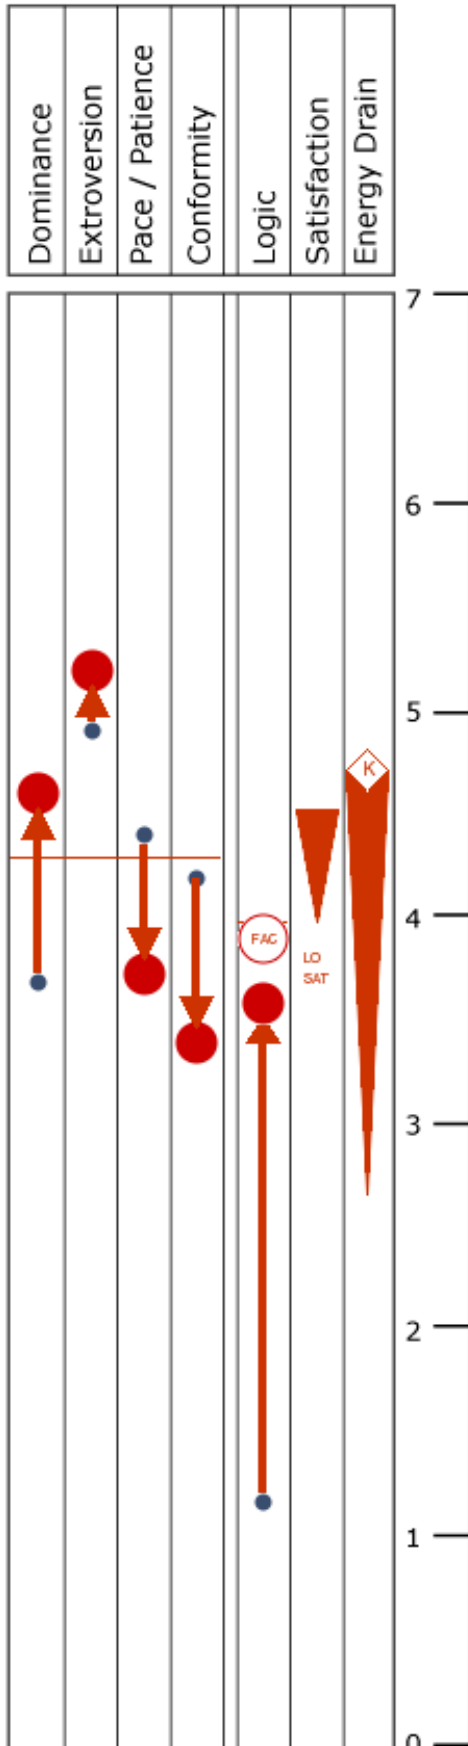 Dominance
Extroversion
Pace / Patience
Conformity
Logic
Satisfaction
Energy Drain
7
6
5
K
4
FAC
LO
SAT
3
2
1
0